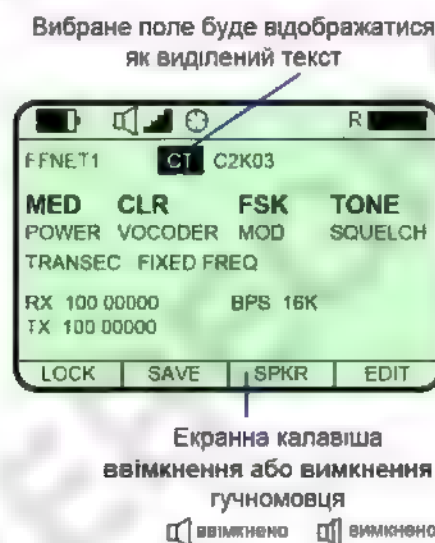 Вибране поле буде відображатися
як виділений текст
R
FFNET1 CT C2K03
MED CLR FSK TONE
POWER VOCODER MOD SQUELCH
TRANSEC FIXED FREQ
RX 100 00000 BPS 16K
TX 100 00000
LOCK SAVE SPKR EDIT
Екранна калавіша
ввімкнення або вимкнення
гучномовця
ввімкнено вимкнено